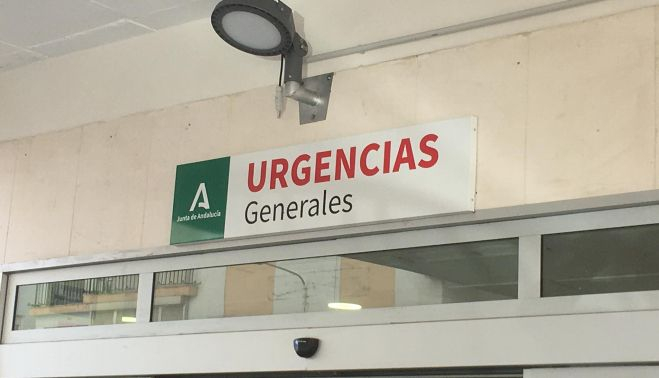 URGENCIAS
Generales
Junta de Andalucía